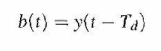 b(t) = y(t − T_d)